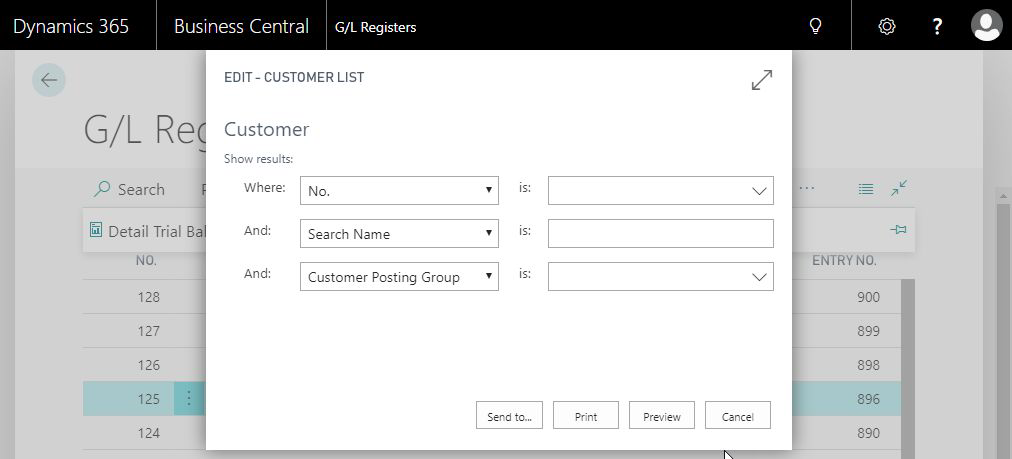 Dynamics 365 Business Central G/L Registers ?
EDIT - CUSTOMER LIST
G/L Reg
Customer
Show results:
Where: No. is:
Search
And: Search Name is:
Detail Trial Bal
NO. ENTRY NO.
And: Customer Posting Group is:
128 900
127 899
126 898
125 896
Send to... Print Preview Cancel
124 890